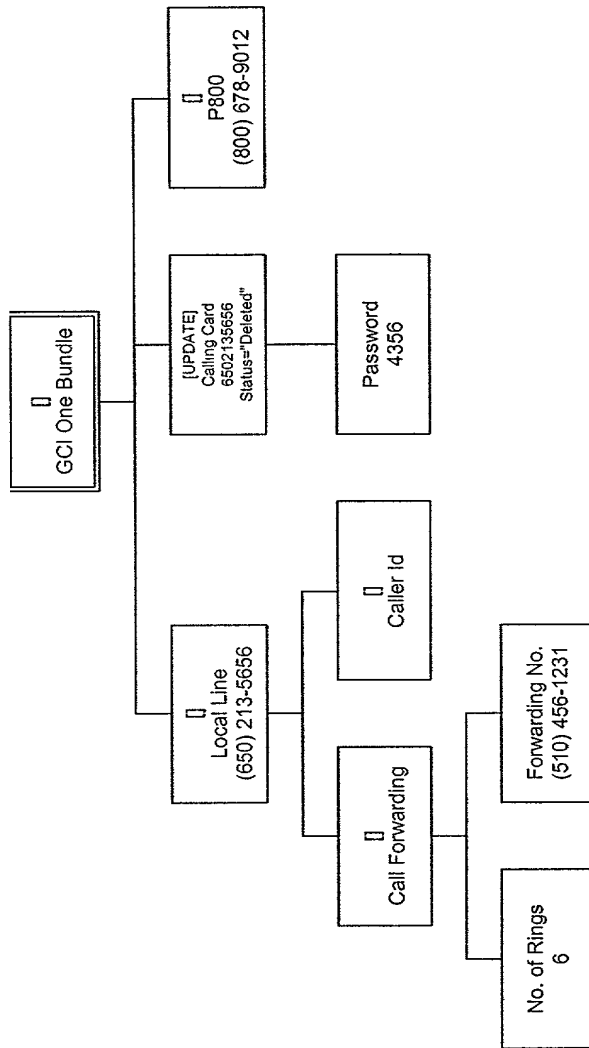 []
GCI One Bundle
[]
Local Line
(650) 213-5656
[UPDATE]
Calling Card
6502135656
Status="Deleted"
[]
P800
(800) 678-9012
[]
Call Forwarding
[]
Caller Id
Password
4356
No. of Rings
6
Forwarding No.
(510) 456-1231